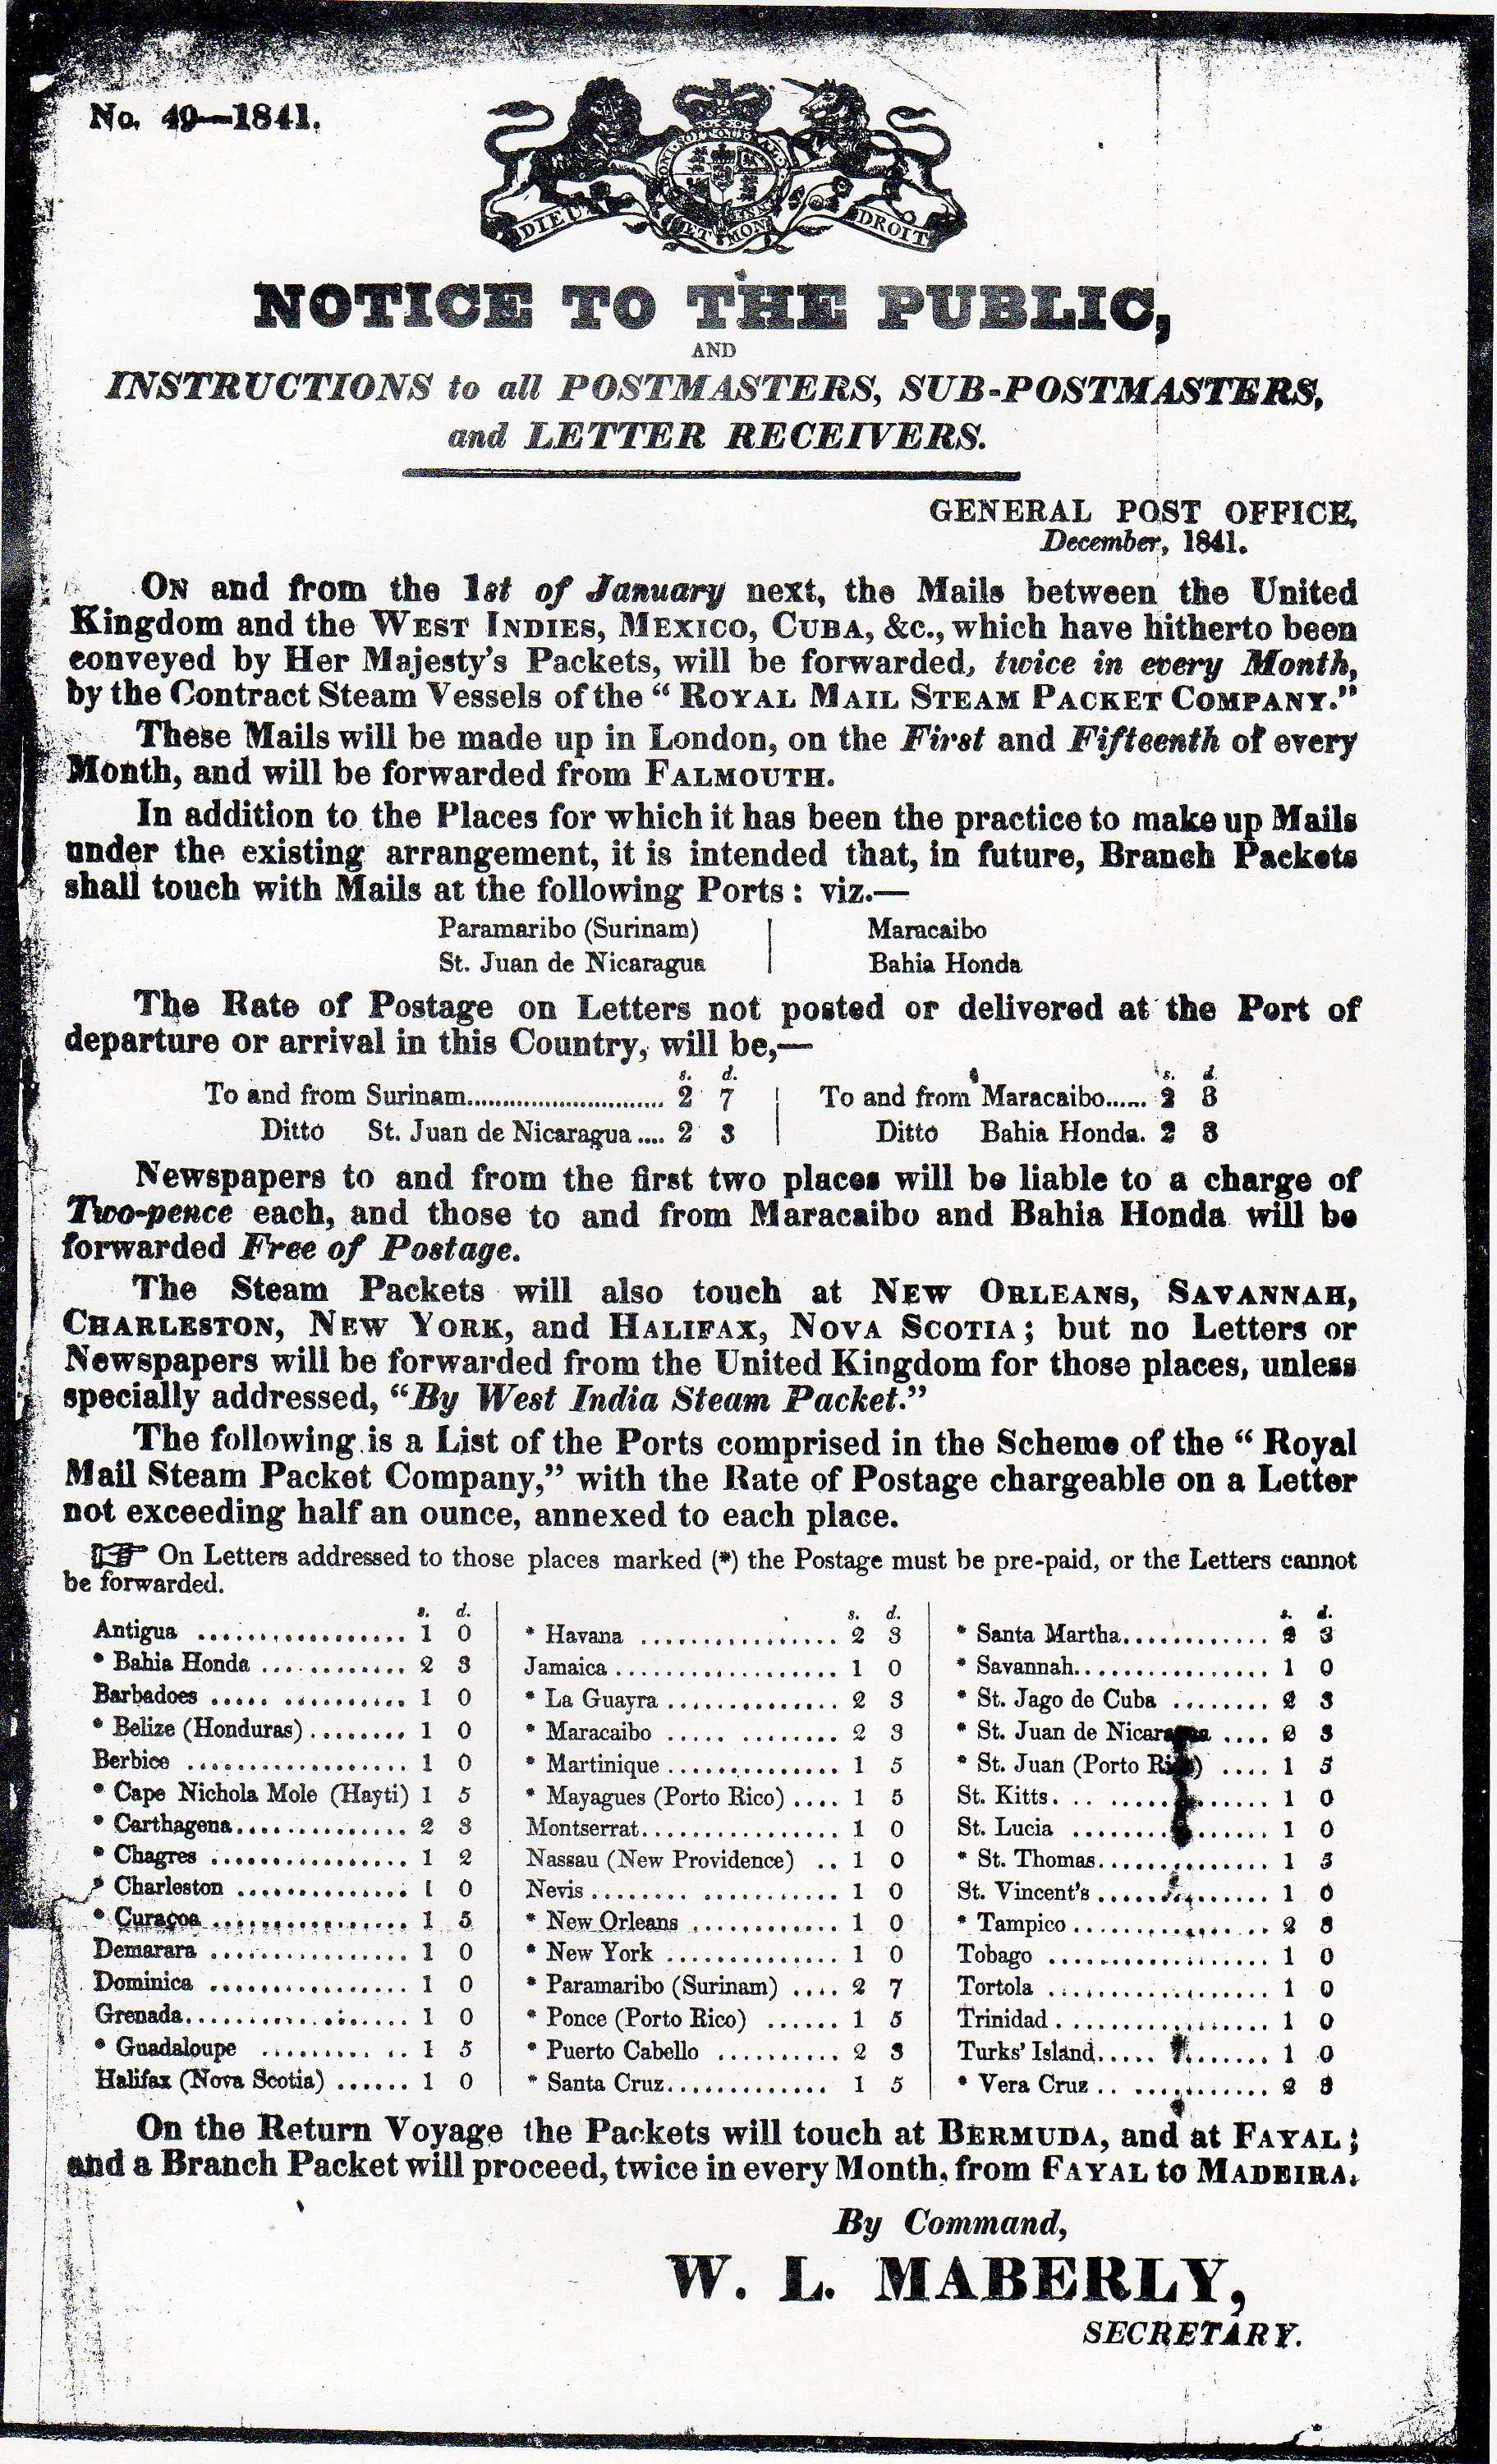 No. 49—1841.
HONI SOIT QUI MAL
DIEU ET MON DROIT
NOTICE TO THE PUBLIC,
AND
INSTRUCTIONS to all POSTMASTERS, SUB-POSTMASTERS,
and LETTER RECEIVERS.
GENERAL POST OFFICE,
December, 1841.
ON and from the 1st of January next, the Mails between the United
Kingdom and the WEST INDIES, MEXICO, CUBA, &c., which have hitherto been
conveyed by Her Majesty's Packets, will be forwarded, twice in every Month,
by the Contract Steam Vessels of the “ ROYAL MAIL STEAM PACKET COMPANY.”
These Mails will be made up in London, on the First and Fifteenth of every
Month, and will be forwarded from FALMOUTH.
In addition to the Places for which it has been the practice to make up Mails
under the existing arrangement, it is intended that, in future, Branch Packets
shall touch with Mails at the following Ports : viz.—
Paramaribo (Surinam) Maracaibo
St. Juan de Nicaragua Bahia Honda
The Rate of Postage on Letters not posted or delivered at the Port of
departure or arrival in this Country, will be,—
s. d. s. d.
To and from Surinam............................ 2 7 To and from Maracaibo...... 2 3
Ditto St. Juan de Nicaragua .... 2 3 Ditto Bahia Honda. 2 3
Newspapers to and from the first two places will be liable to a charge of
Two-pence each, and those to and from Maracaibo and Bahia Honda will be
forwarded Free of Postage.
The Steam Packets will also touch at NEW ORLEANS, SAVANNAH,
CHARLESTON, NEW YORK, and HALIFAX, NOVA SCOTIA ; but no Letters or
Newspapers will be forwarded from the United Kingdom for those places, unless
specially addressed, “By West India Steam Packet.”
The following is a List of the Ports comprised in the Scheme of the “ Royal
Mail Steam Packet Company,” with the Rate of Postage chargeable on a Letter
not exceeding half an ounce, annexed to each place.
☞ On Letters addressed to those places marked (*) the Postage must be pre-paid, or the Letters cannot
be forwarded.
s. d.
Antigua .................. 1 0
* Bahia Honda ............. 2 3
Barbadoes ................ 1 0
* Belize (Honduras) ........ 1 0
Berbice .................. 1 0
* Cape Nichola Mole (Hayti) 1 5
* Carthagena............... 2 3
* Chagres ................. 1 2
* Charleston ............... 1 0
* Curaçoa ................. 1 5
Demarara ................. 1 0
Dominica ................. 1 0
Grenada................... 1 0
* Guadaloupe ............ 1 5
Halifax (Nova Scotia) ...... 1 0
s. d.
* Havana ................ 2 3
Jamaica ................... 1 0
* La Guayra ............... 2 3
* Maracaibo ............. 2 3
* Martinique ............... 1 5
* Mayagues (Porto Rico) .... 1 5
Montserrat................. 1 0
Nassau (New Providence) .. 1 0
Nevis .................... 1 0
* New Orleans ............. 1 0
* New York ............... 1 0
* Paramaribo (Surinam) .... 2 7
* Ponce (Porto Rico) ...... 1 5
* Puerto Cabello .......... 2 3
* Santa Cruz.............. 1 5
s. d.
* Santa Martha............. 2 3
* Savannah................. 1 0
* St. Jago de Cuba ........ 2 3
* St. Juan de Nicaragua .... 2 3
* St. Juan (Porto Rico) .... 1 5
St. Kitts................... 1 0
St. Lucia .................. 1 0
* St. Thomas............... 1 5
St. Vincent's ............... 1 0
* Tampico ................. 2 3
Tobago ................... 1 0
Tortola ................... 1 0
Trinidad................... 1 0
Turks' Island.............. 1 0
* Vera Cruz .............. 2 3
On the Return Voyage the Packets will touch at BERMUDA, and at FAYAL ;
and a Branch Packet will proceed, twice in every Month, from FAYAL to MADEIRA.
By Command,
W. L. MABERLY,
SECRETARY.